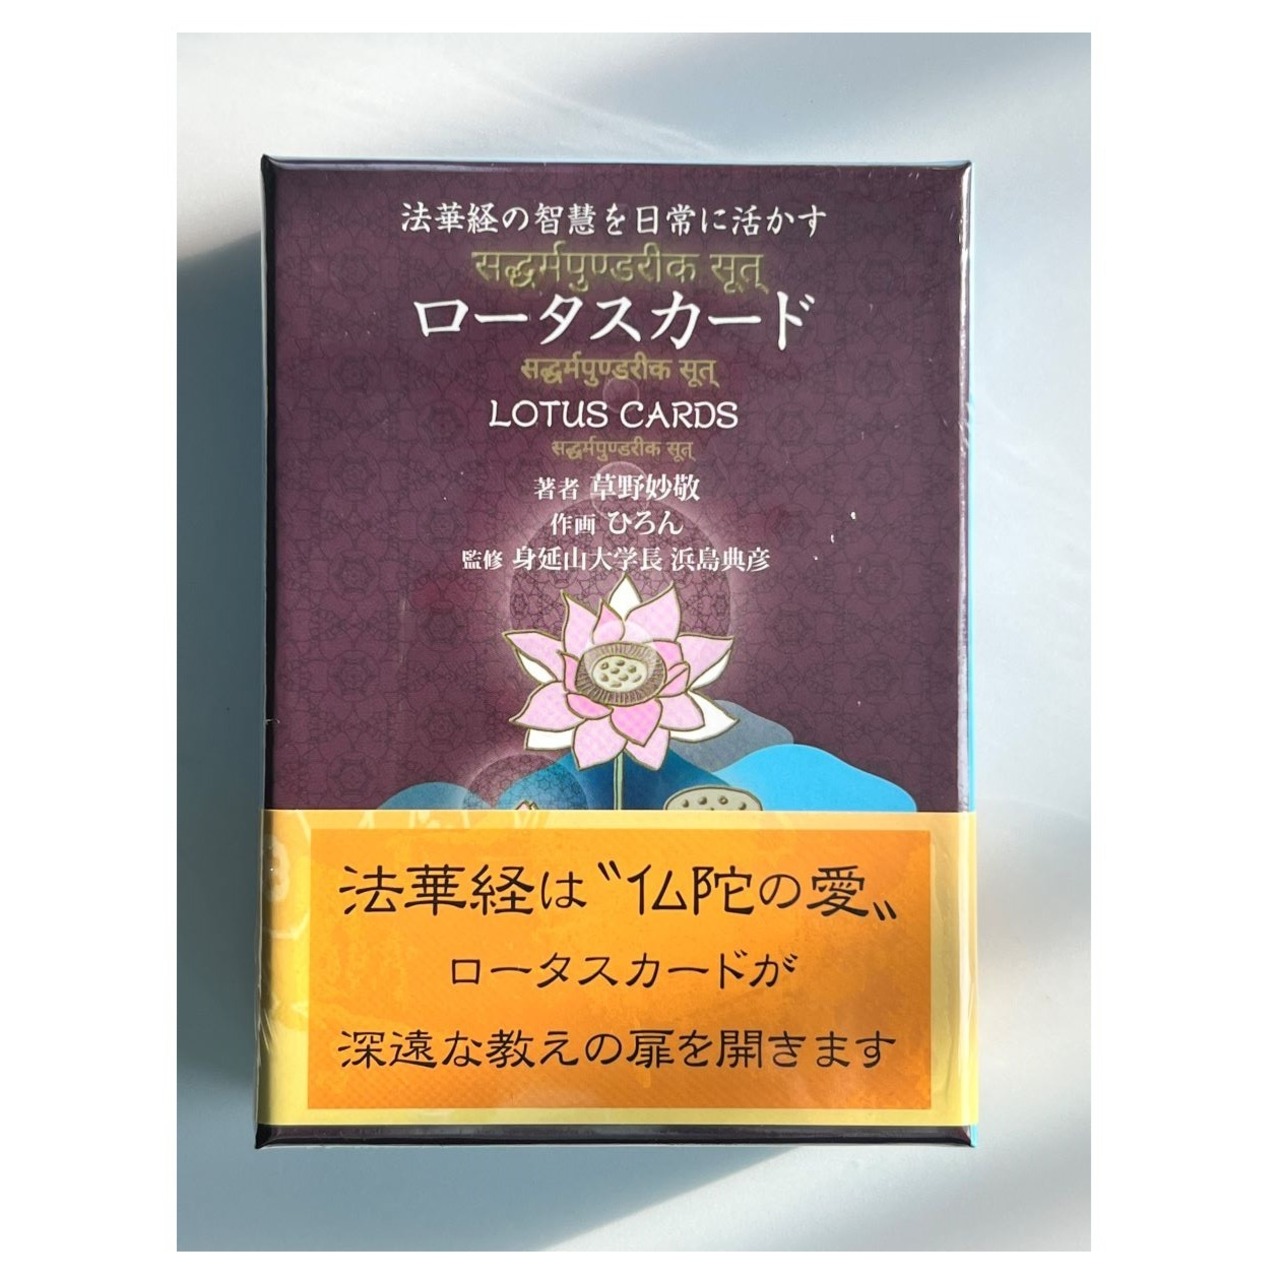 法華経の智慧を日常に活かす
सद्धर्मपुण्डरीक सूत्
ロータスカード
सद्धर्मपुण्डरीक सूत्
LOTUS CARDS
सद्धर्मपुण्डरीक सूत्
著者 草野妙敬
作画 ひろん
監修 身延山大学長 浜島典彦
法華経は〝仏陀の愛〟
ロータスカードが
深遠な教えの扉を開きます